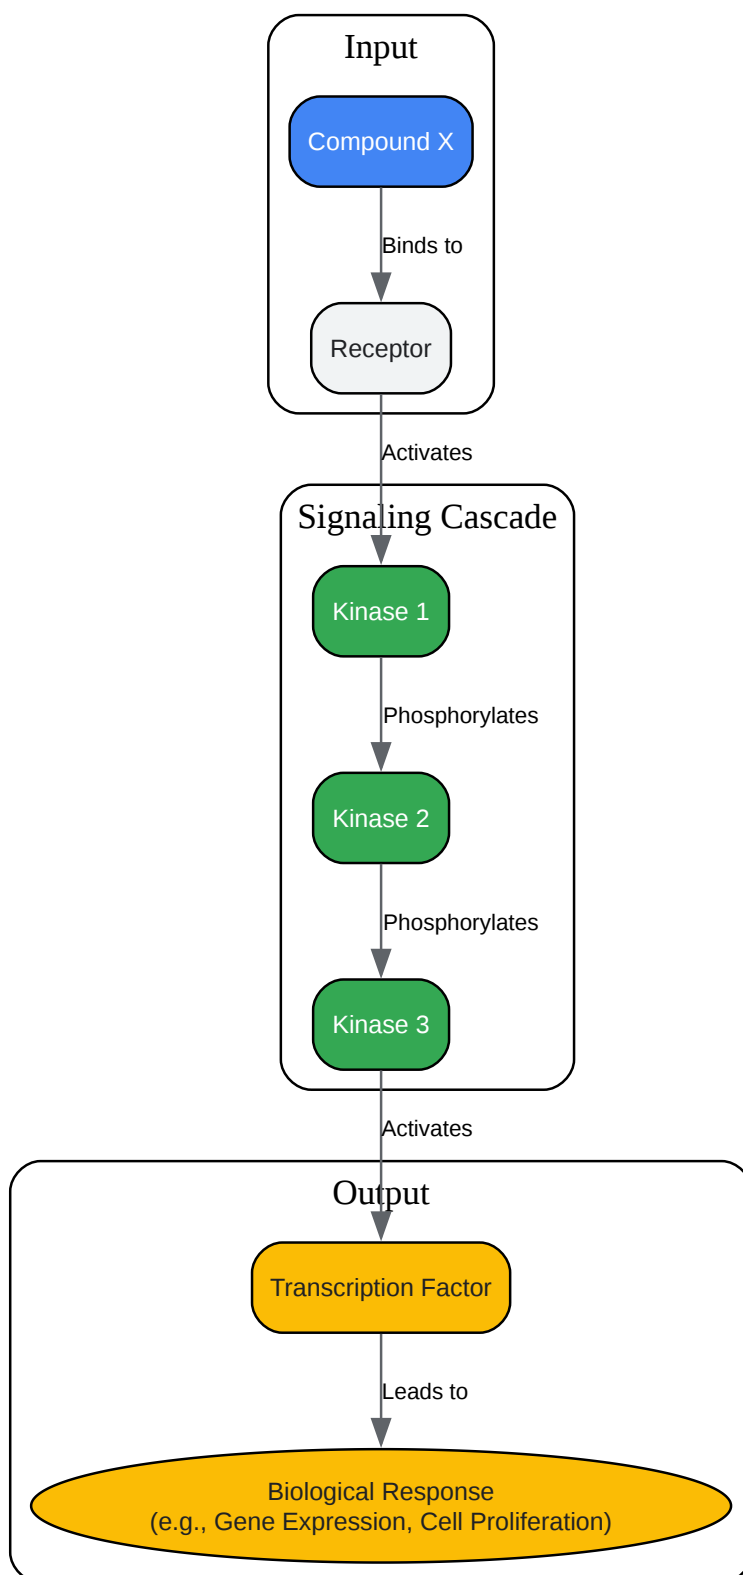 Input
Compound X
Binds to
Receptor
Activates
Signaling Cascade
Kinase 1
Phosphorylates
Kinase 2
Phosphorylates
Kinase 3
Activates
Output
Transcription Factor
Leads to
Biological Response
(e.g., Gene Expression, Cell Proliferation)